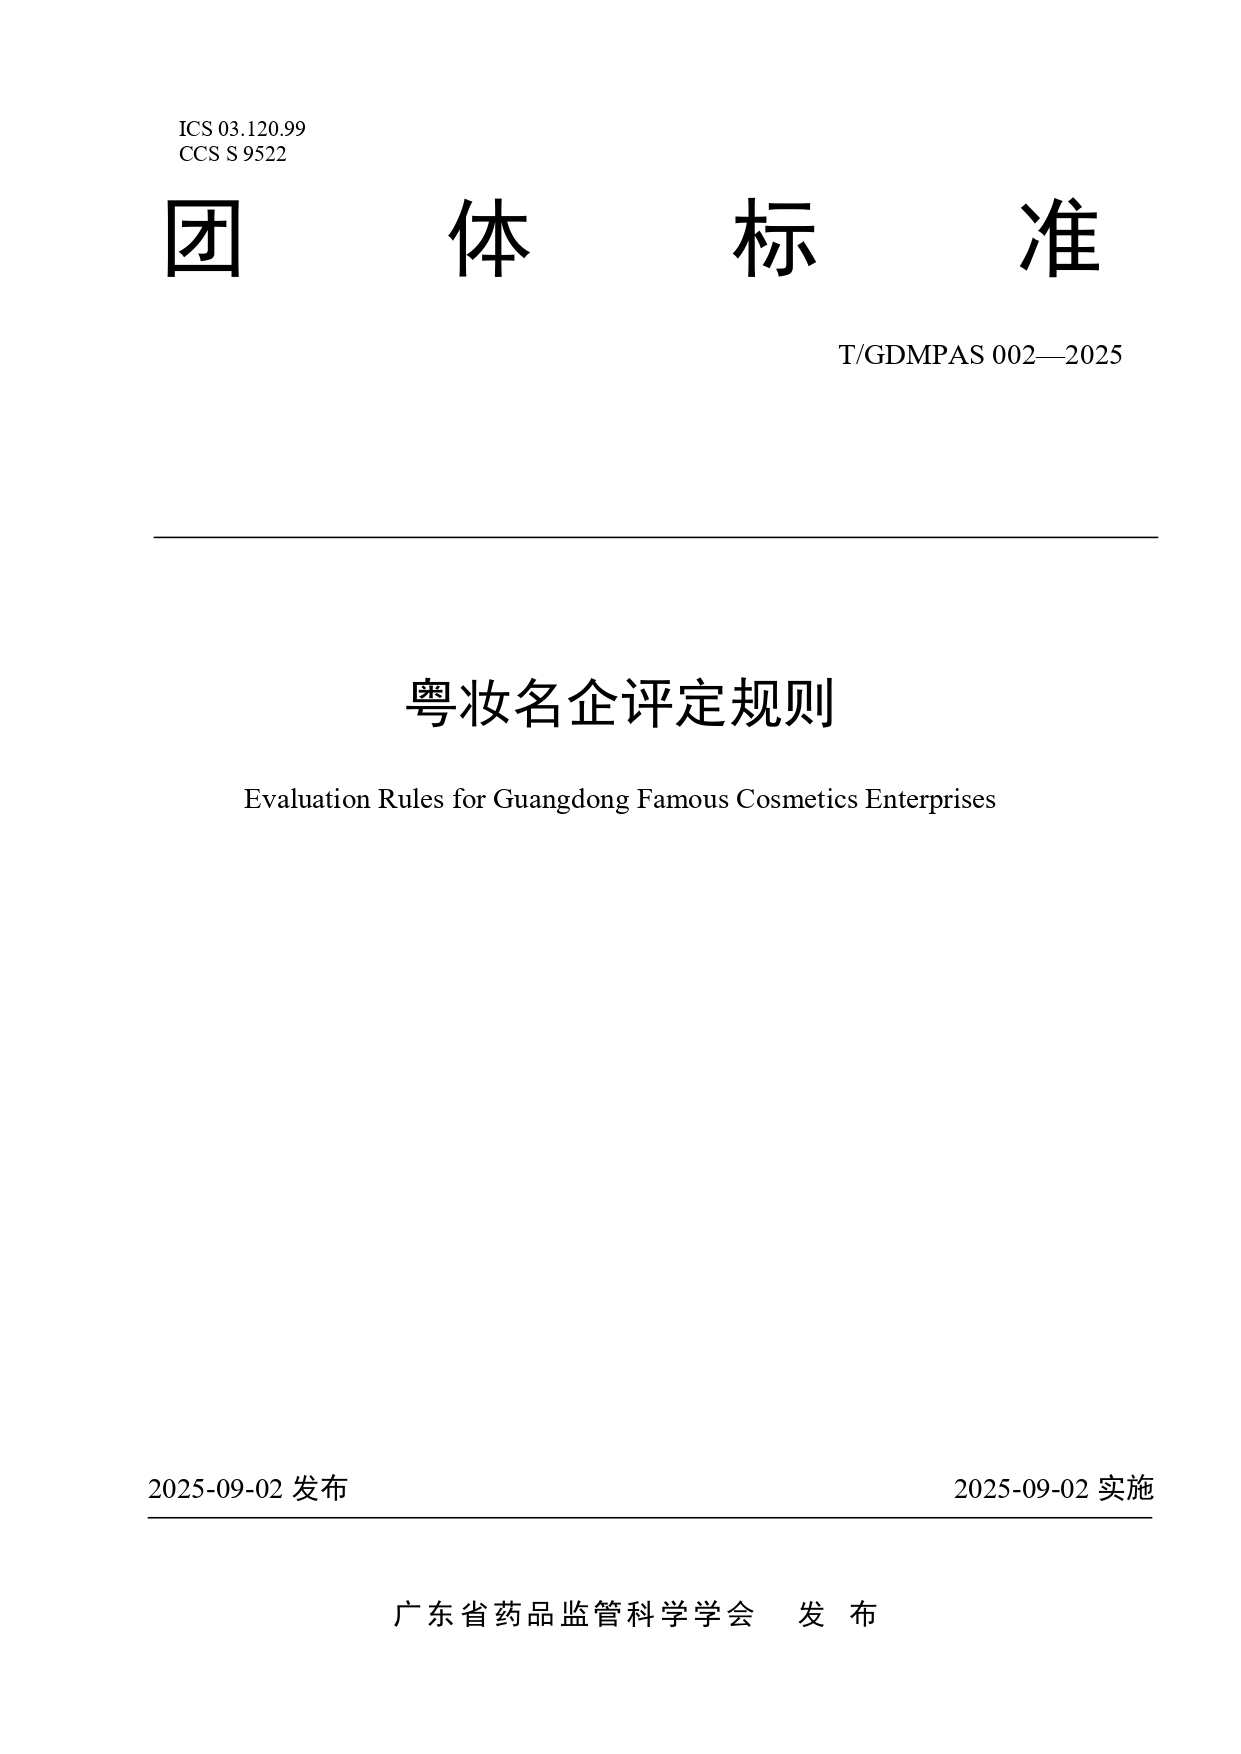 ICS 03.120.99
CCS S 9522
团体标准
T/GDMPAS 002—2025
粤妆名企评定规则
Evaluation Rules for Guangdong Famous Cosmetics Enterprises
2025-09-02 发布
2025-09-02 实施
广东省药品监管科学学会 发 布